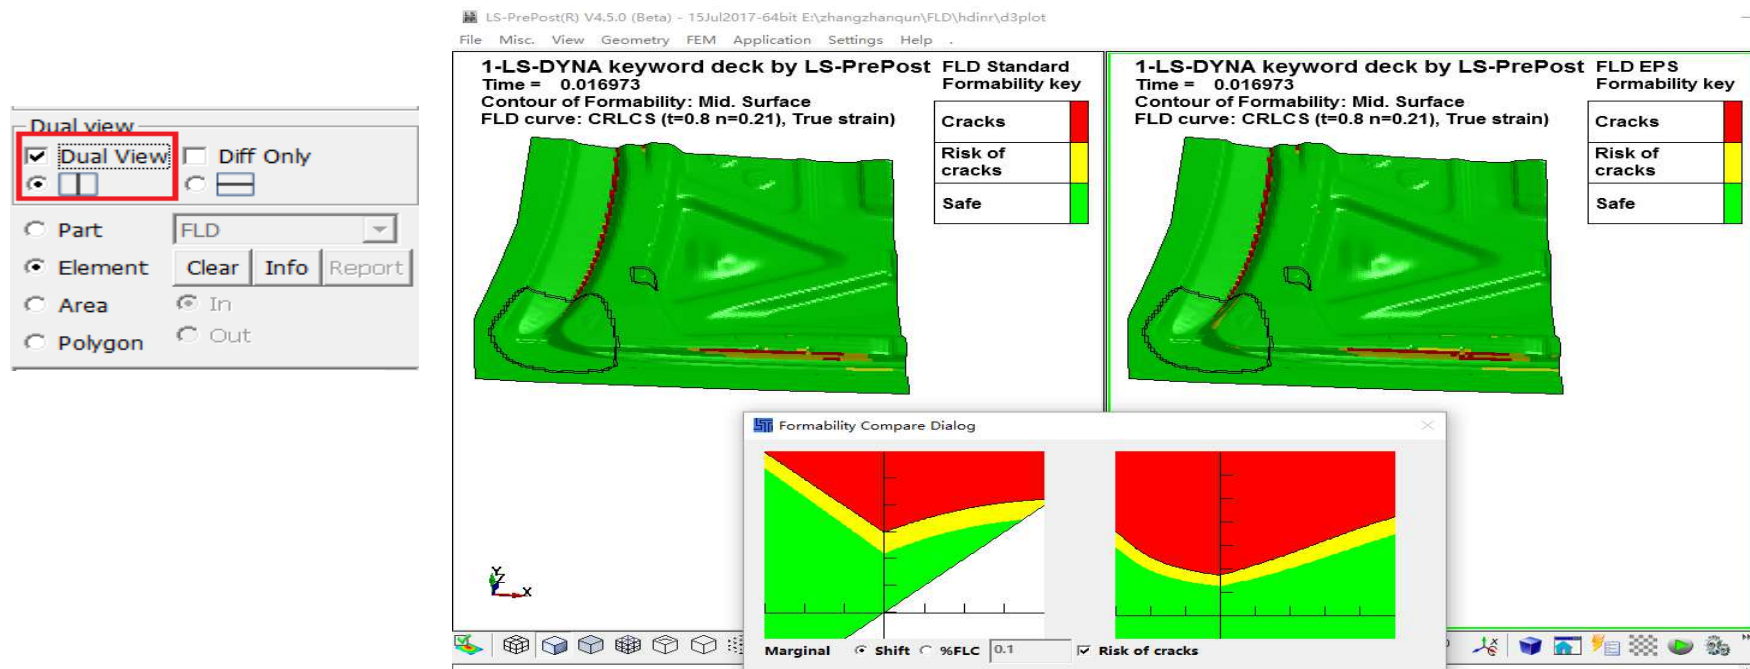 Dual view
Dual View Diff Only
Part FLD
Element Clear Info Report
Area In
Polygon Out
LS-PrePost(R) V4.5.0 (Beta) - 15Jul2017-64bit E:\zhangzhanqun\FLD\hdinr\d3plot
File Misc. View Geometry FEM Application Settings Help .
1-LS-DYNA keyword deck by LS-PrePost
Time = 0.016973
Contour of Formability: Mid. Surface
FLD curve: CRLCS (t=0.8 n=0.21), True strain)
FLD Standard
Formability key
Cracks
Risk of
cracks
Safe
1-LS-DYNA keyword deck by LS-PrePost
Time = 0.016973
Contour of Formability: Mid. Surface
FLD curve: CRLCS (t=0.8 n=0.21), True strain)
FLD EPS
Formability key
Cracks
Risk of
cracks
Safe
Y
Z
X
Formability Compare Dialog
Marginal Shift %FLC 0.1 Risk of cracks